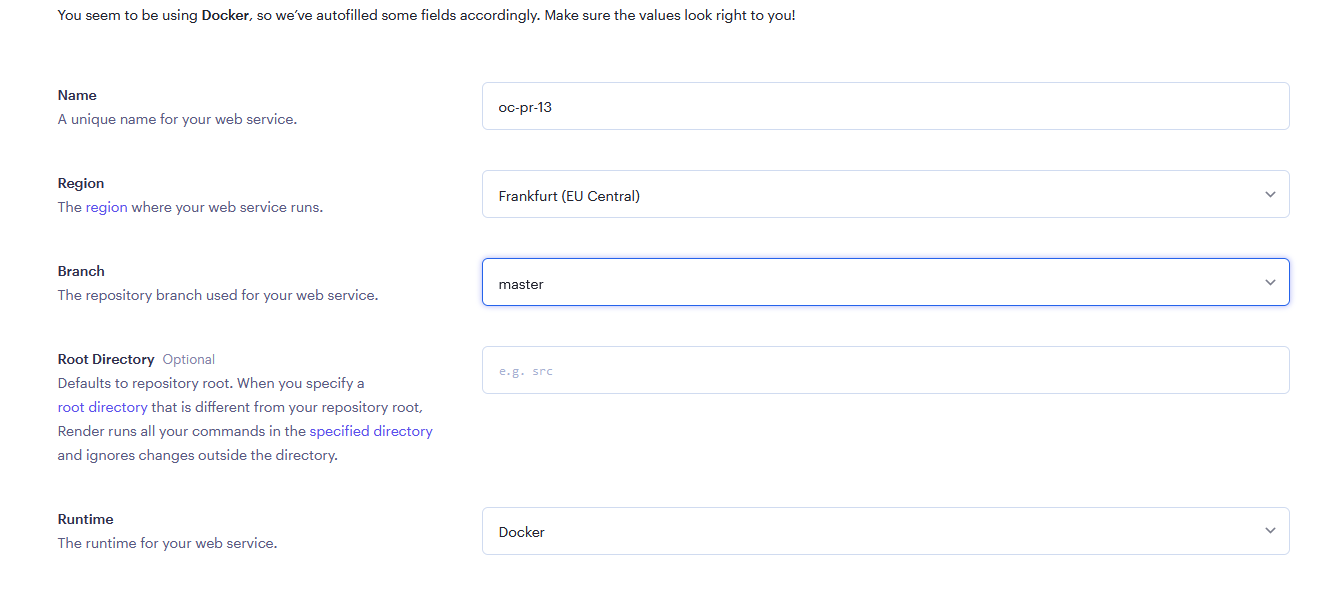 You seem to be using Docker, so we’ve autofilled some fields accordingly. Make sure the values look right to you!
Name
A unique name for your web service.
oc-pr-13
Region
The region where your web service runs.
Frankfurt (EU Central)
Branch
The repository branch used for your web service.
master
Root Directory Optional
Defaults to repository root. When you specify a
root directory that is different from your repository root,
Render runs all your commands in the specified directory
and ignores changes outside the directory.
e.g. src
Runtime
The runtime for your web service.
Docker